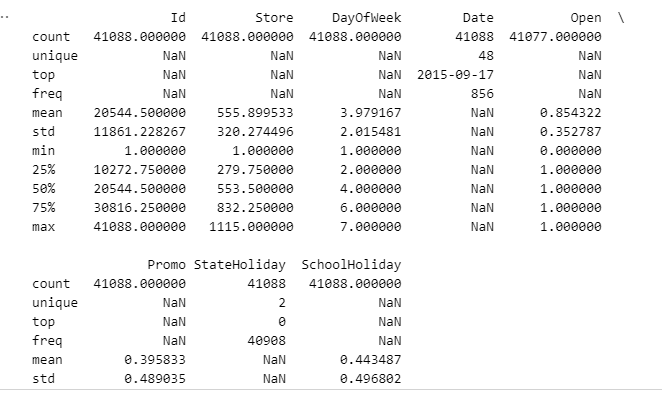 ..
Id Store DayOfWeek Date Open \
count 41088.000000 41088.000000 41088.000000 41088 41077.000000
unique NaN NaN NaN 48 NaN
top NaN NaN NaN 2015-09-17 NaN
freq NaN NaN NaN 856 NaN
mean 20544.500000 555.899533 3.979167 NaN 0.854322
std 11861.228267 320.274496 2.015481 NaN 0.352787
min 1.000000 1.000000 1.000000 NaN 0.000000
25% 10272.750000 279.750000 2.000000 NaN 1.000000
50% 20544.500000 553.500000 4.000000 NaN 1.000000
75% 30816.250000 832.250000 6.000000 NaN 1.000000
max 41088.000000 1115.000000 7.000000 NaN 1.000000
Promo StateHoliday SchoolHoliday
count 41088.000000 41088 41088.000000
unique NaN 2 NaN
top NaN 0 NaN
freq NaN 40908 NaN
mean 0.395833 NaN 0.443487
std 0.489035 NaN 0.496802